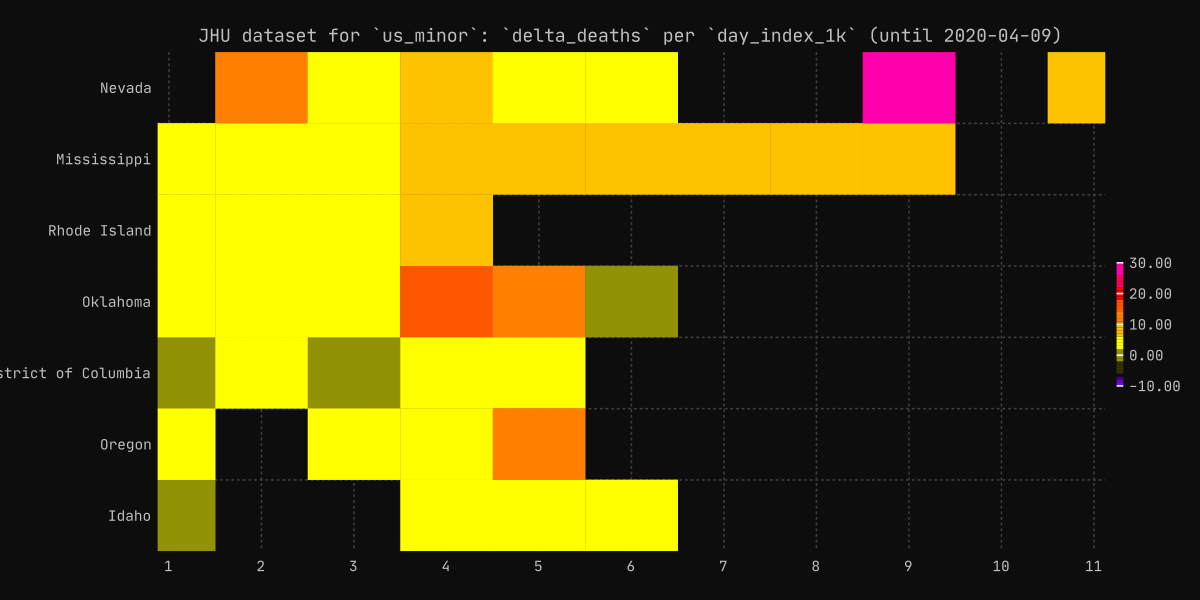 JHU dataset for `us_minor`: `delta_deaths` per `day_index_1k` (until 2020-04-09)
Nevada
Mississippi
Rhode Island
Oklahoma
strict of Columbia
Oregon
Idaho
1 2 3 4 5 6 7 8 9 10 11
30.00
20.00
10.00
0.00
-10.00